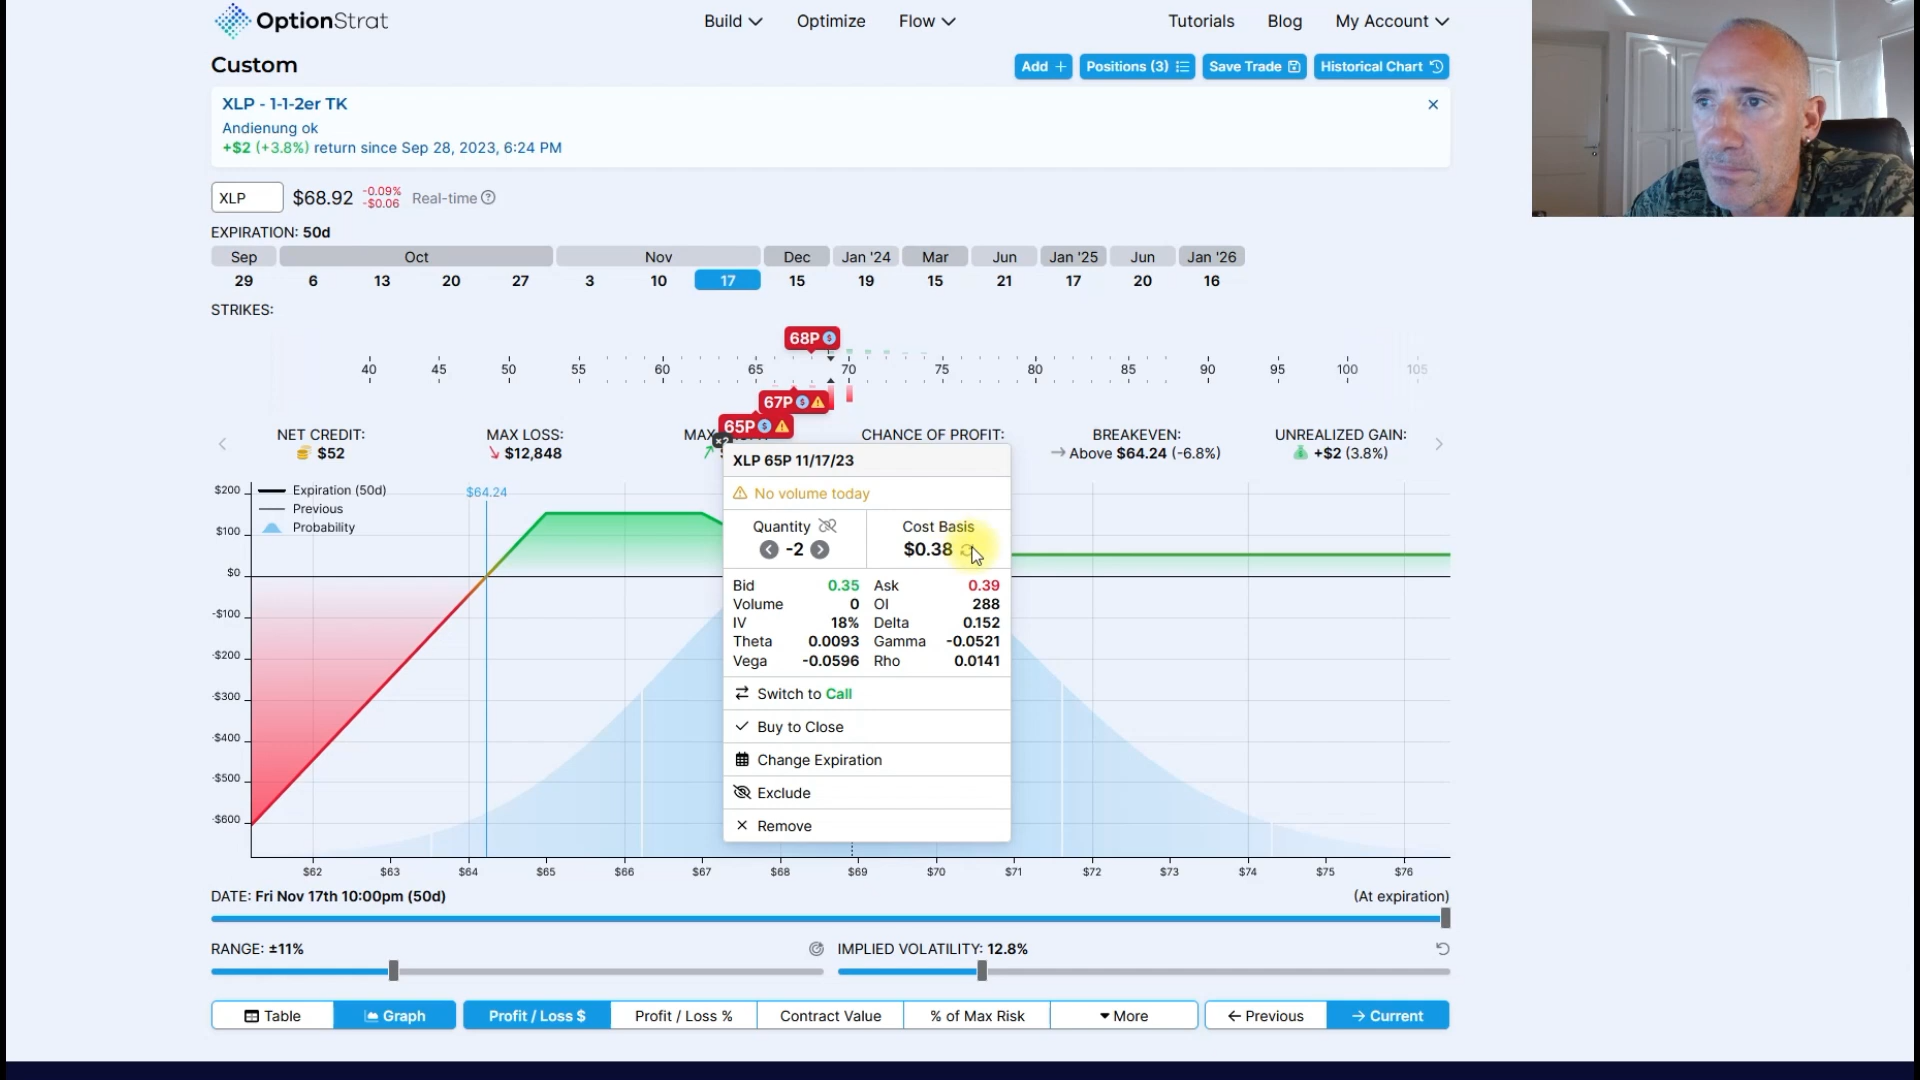 OptionStrat
Build Optimize Flow Tutorials Blog My Account
Custom
Add + Positions (3) Save Trade Historical Chart
XLP - 1-1-2er TK
Andienung ok
+$2 (+3.8%) return since Sep 28, 2023, 6:24 PM
XLP $68.92 -0.09% -$0.06 Real-time
EXPIRATION: 50d
Sep Oct Nov Dec Jan '24 Mar Jun Jan '25 Jun Jan '26
29 6 13 20 27 3 10 17 15 19 15 21 17 20 16
STRIKES:
68P
40 45 50 55 60 65 70 75 80 85 90 95 100 105
67P
65P
x2
NET CREDIT: MAX LOSS: CHANCE OF PROFIT: BREAKEVEN: UNREALIZED GAIN:
$52 $12,848 Above $64.24 (-6.8%) +$2 (3.8%)
XLP 65P 11/17/23
No volume today
Quantity Cost Basis
-2 $0.38
Bid 0.35 Ask 0.39
Volume 0 OI 288
IV 18% Delta 0.152
Theta 0.0093 Gamma -0.0521
Vega -0.0596 Rho 0.0141
Switch to Call
Buy to Close
Change Expiration
Exclude
Remove
Expiration (50d)
Previous
Probability
$64.24
$200
$100
$0
-$100
-$200
-$300
-$400
-$500
-$600
$62 $63 $64 $65 $66 $67 $68 $69 $70 $71 $72 $73 $74 $75 $76
DATE: Fri Nov 17th 10:00pm (50d) (At expiration)
RANGE: ±11% IMPLIED VOLATILITY: 12.8%
Table Graph Profit / Loss $ Profit / Loss % Contract Value % of Max Risk More Previous Current